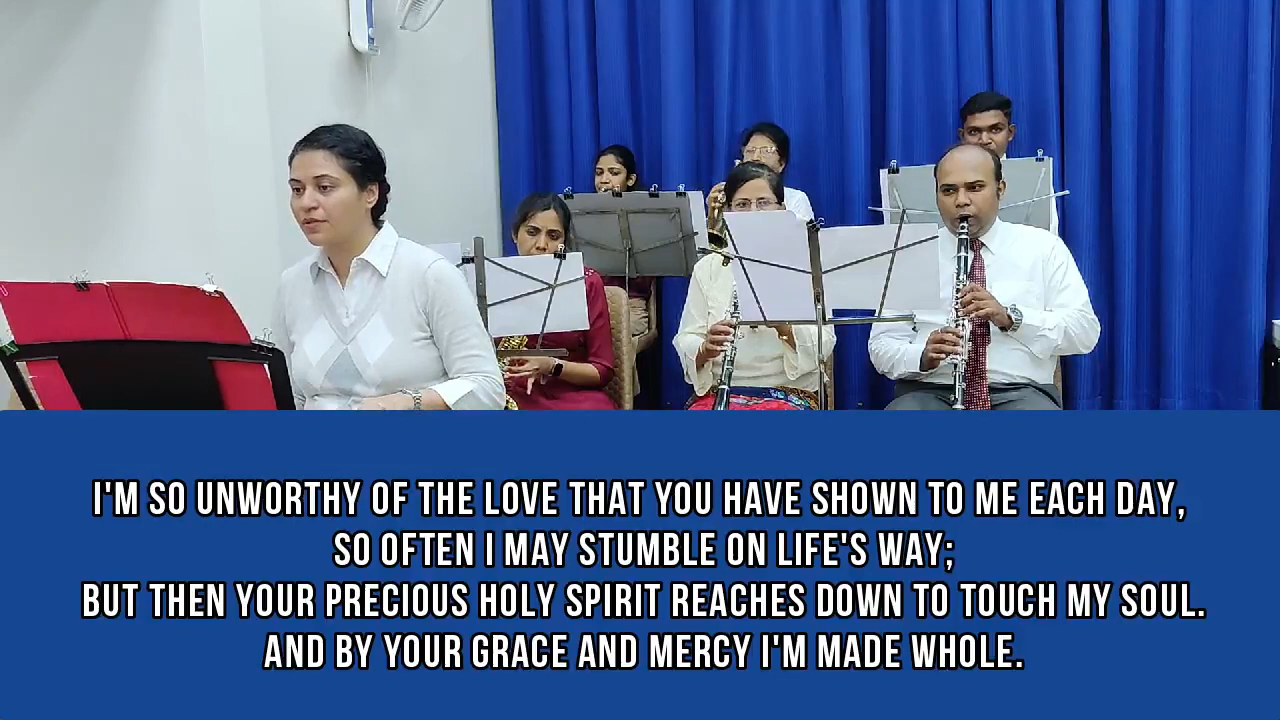 I'M SO UNWORTHY OF THE LOVE THAT YOU HAVE SHOWN TO ME EACH DAY,
SO OFTEN I MAY STUMBLE ON LIFE'S WAY;
BUT THEN YOUR PRECIOUS HOLY SPIRIT REACHES DOWN TO TOUCH MY SOUL.
AND BY YOUR GRACE AND MERCY I'M MADE WHOLE.